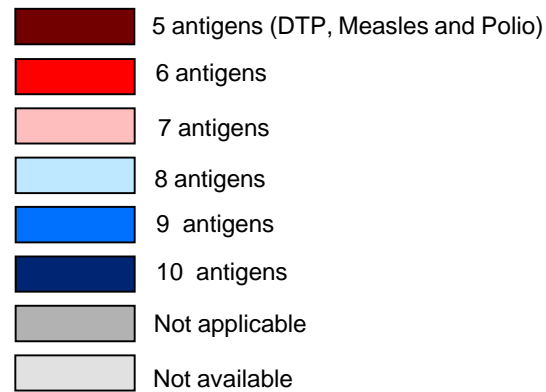 5 antigens (DTP, Measles and Polio)
6 antigens
7 antigens
8 antigens
9 antigens
10 antigens
Not applicable
Not available